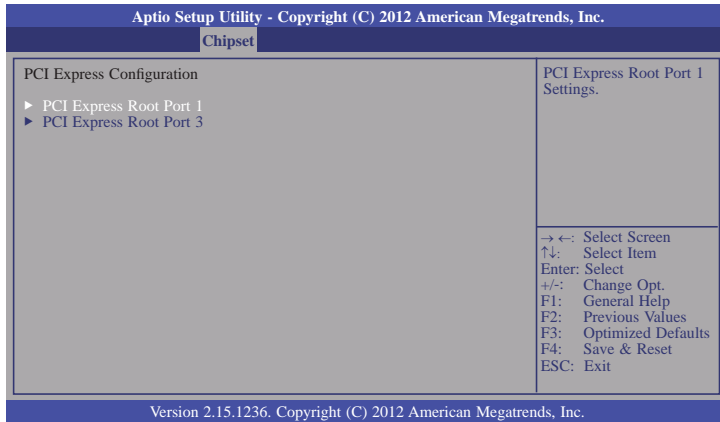 Aptio Setup Utility - Copyright (C) 2012 American Megatrends, Inc.
Chipset
PCI Express Configuration
► PCI Express Root Port 1
► PCI Express Root Port 3
PCI Express Root Port 1
Settings.
→ ←: Select Screen
↑↓: Select Item
Enter: Select
+/-: Change Opt.
F1: General Help
F2: Previous Values
F3: Optimized Defaults
F4: Save & Reset
ESC: Exit
Version 2.15.1236. Copyright (C) 2012 American Megatrends, Inc.